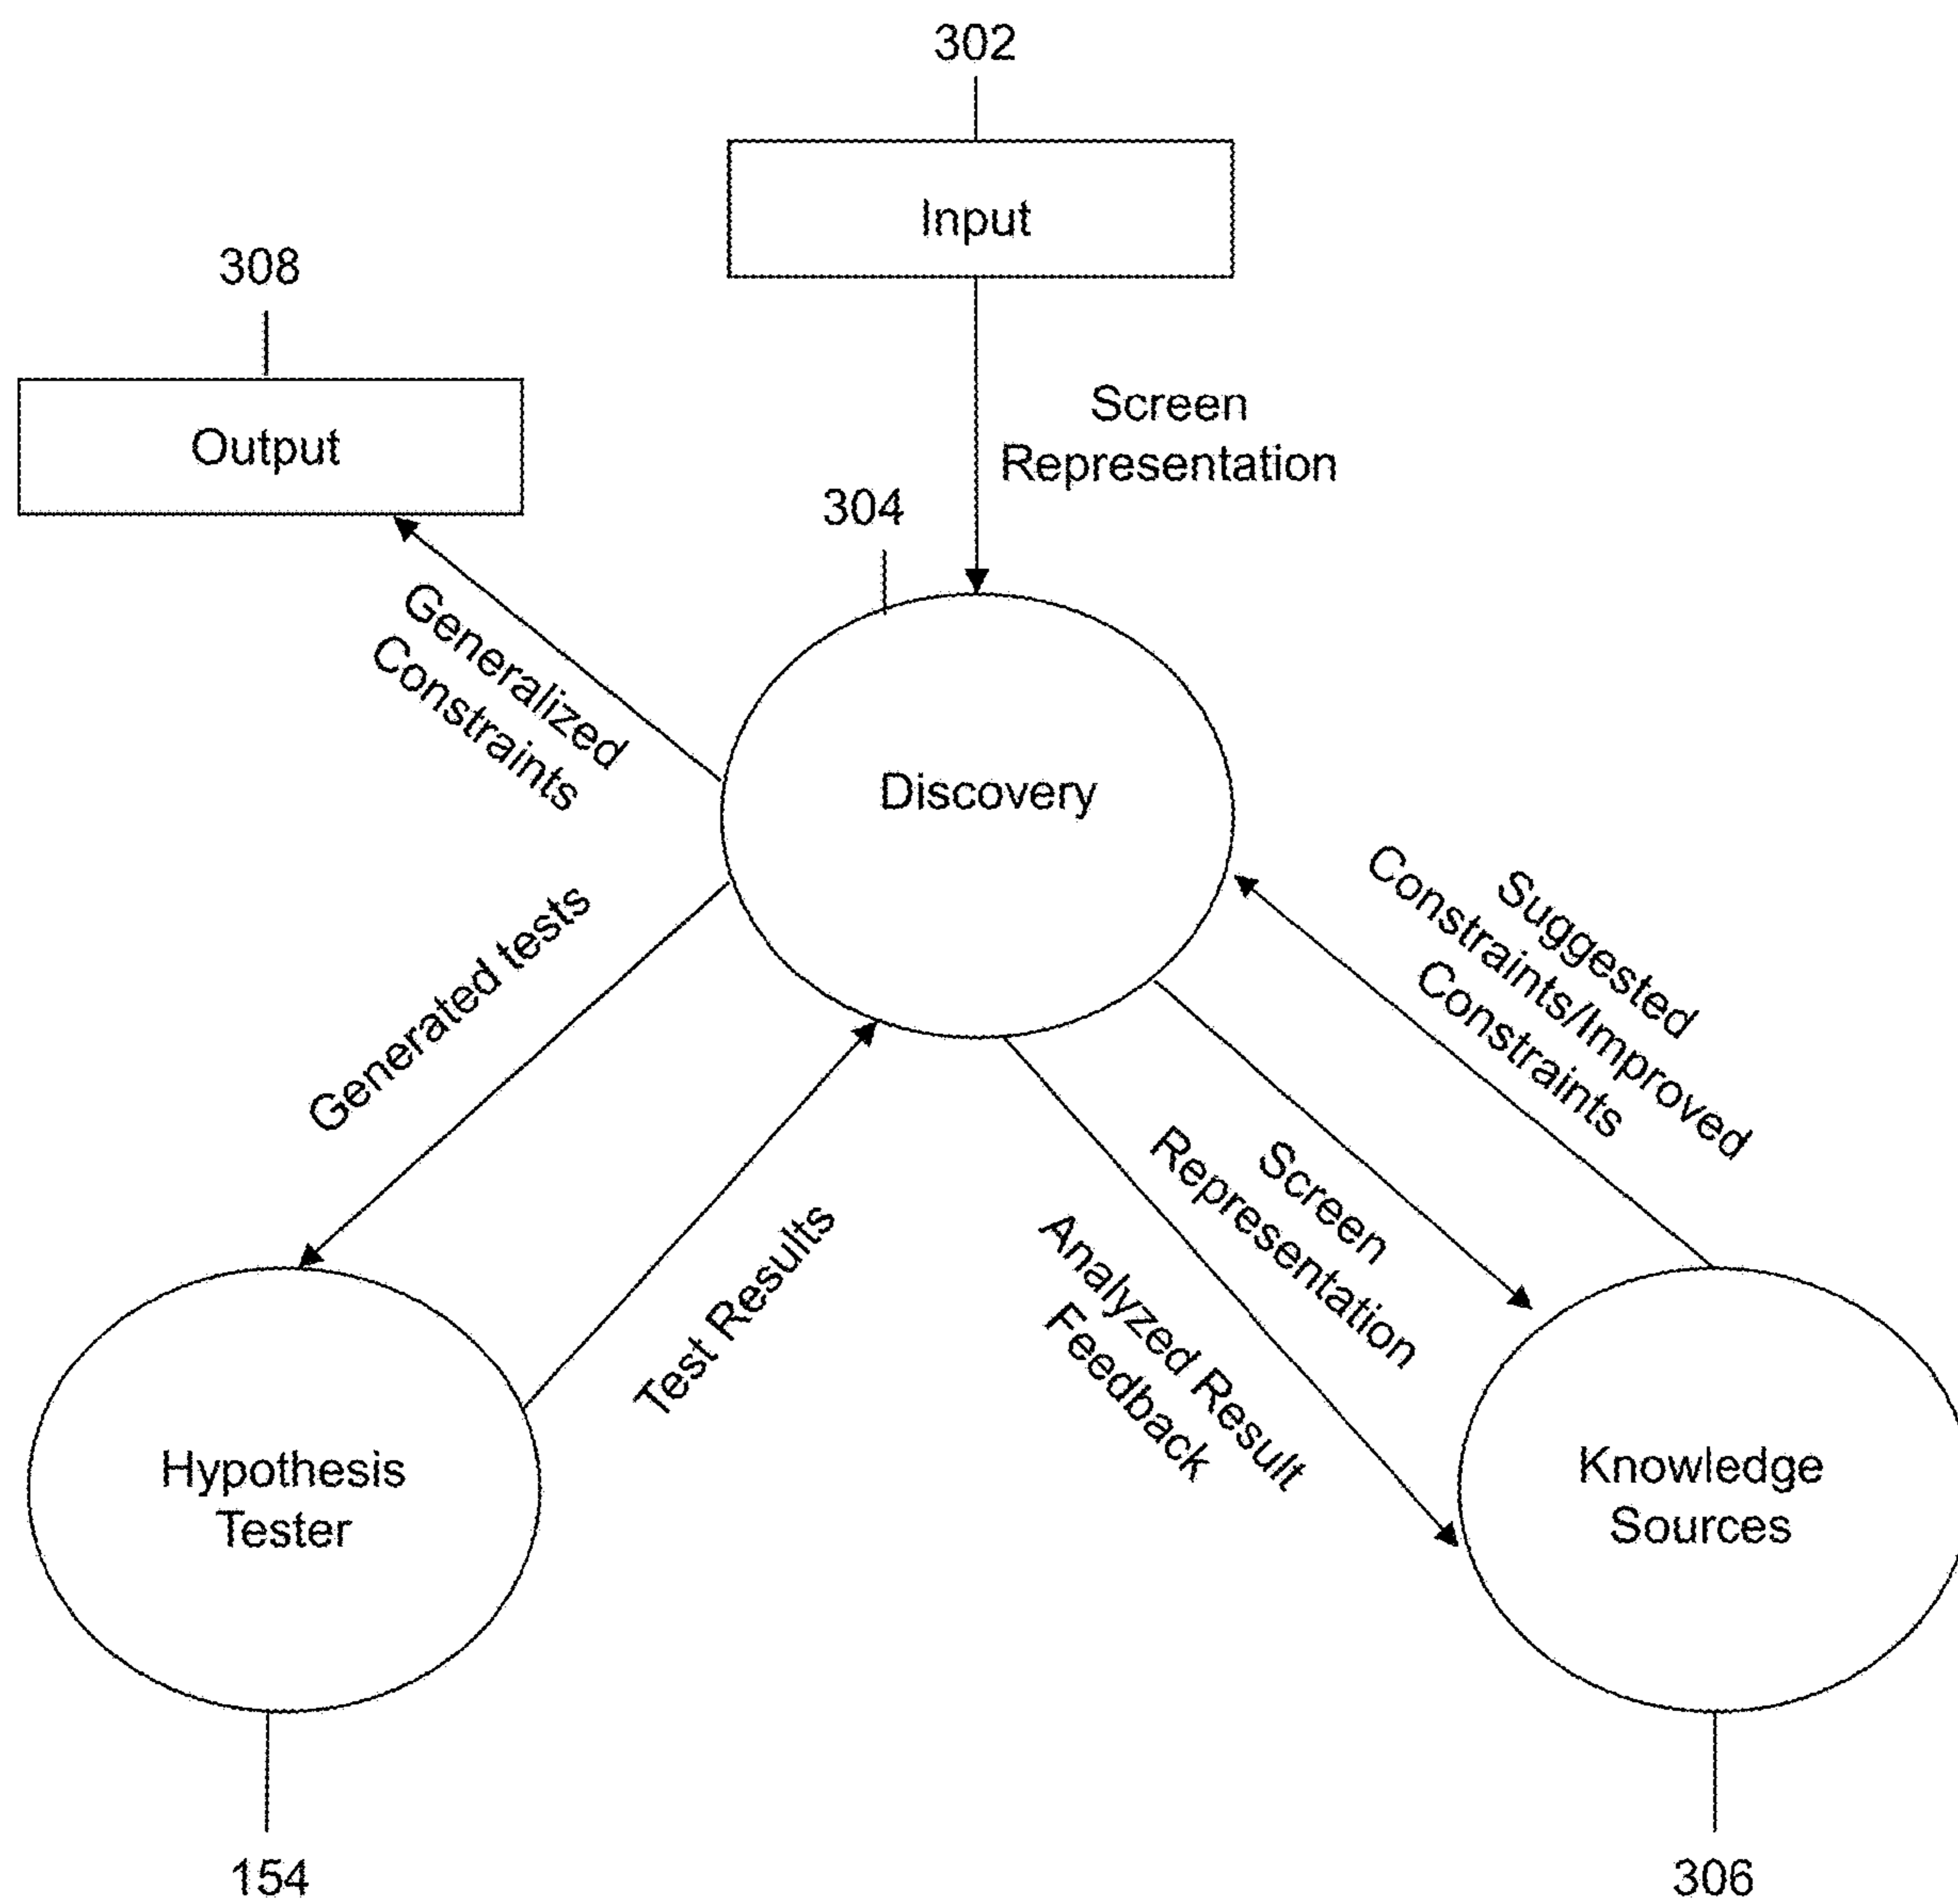 302
Input
308
Output
Screen
Representation
304
Generalized
Constraints
Discovery
Suggested
Constraints/Improved
Constraints
Generated tests
Test Results
Screen
Representation
Analyzed Result
Feedback
Hypothesis
Tester
Knowledge
Sources
154
306